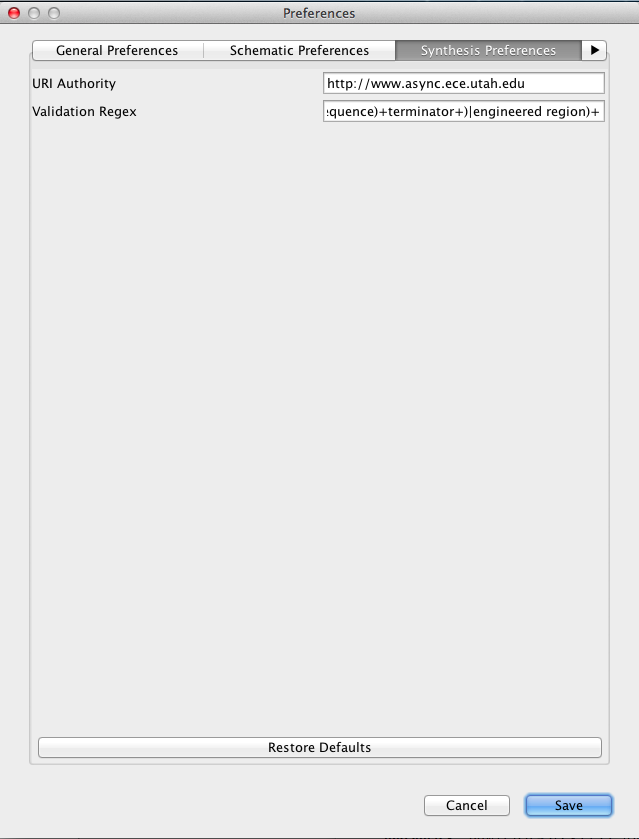 Preferences
General Preferences Schematic Preferences Synthesis Preferences
URI Authority http://www.async.ece.utah.edu
Validation Regex equence)+terminator+)|engineered region)+
Restore Defaults
Cancel Save